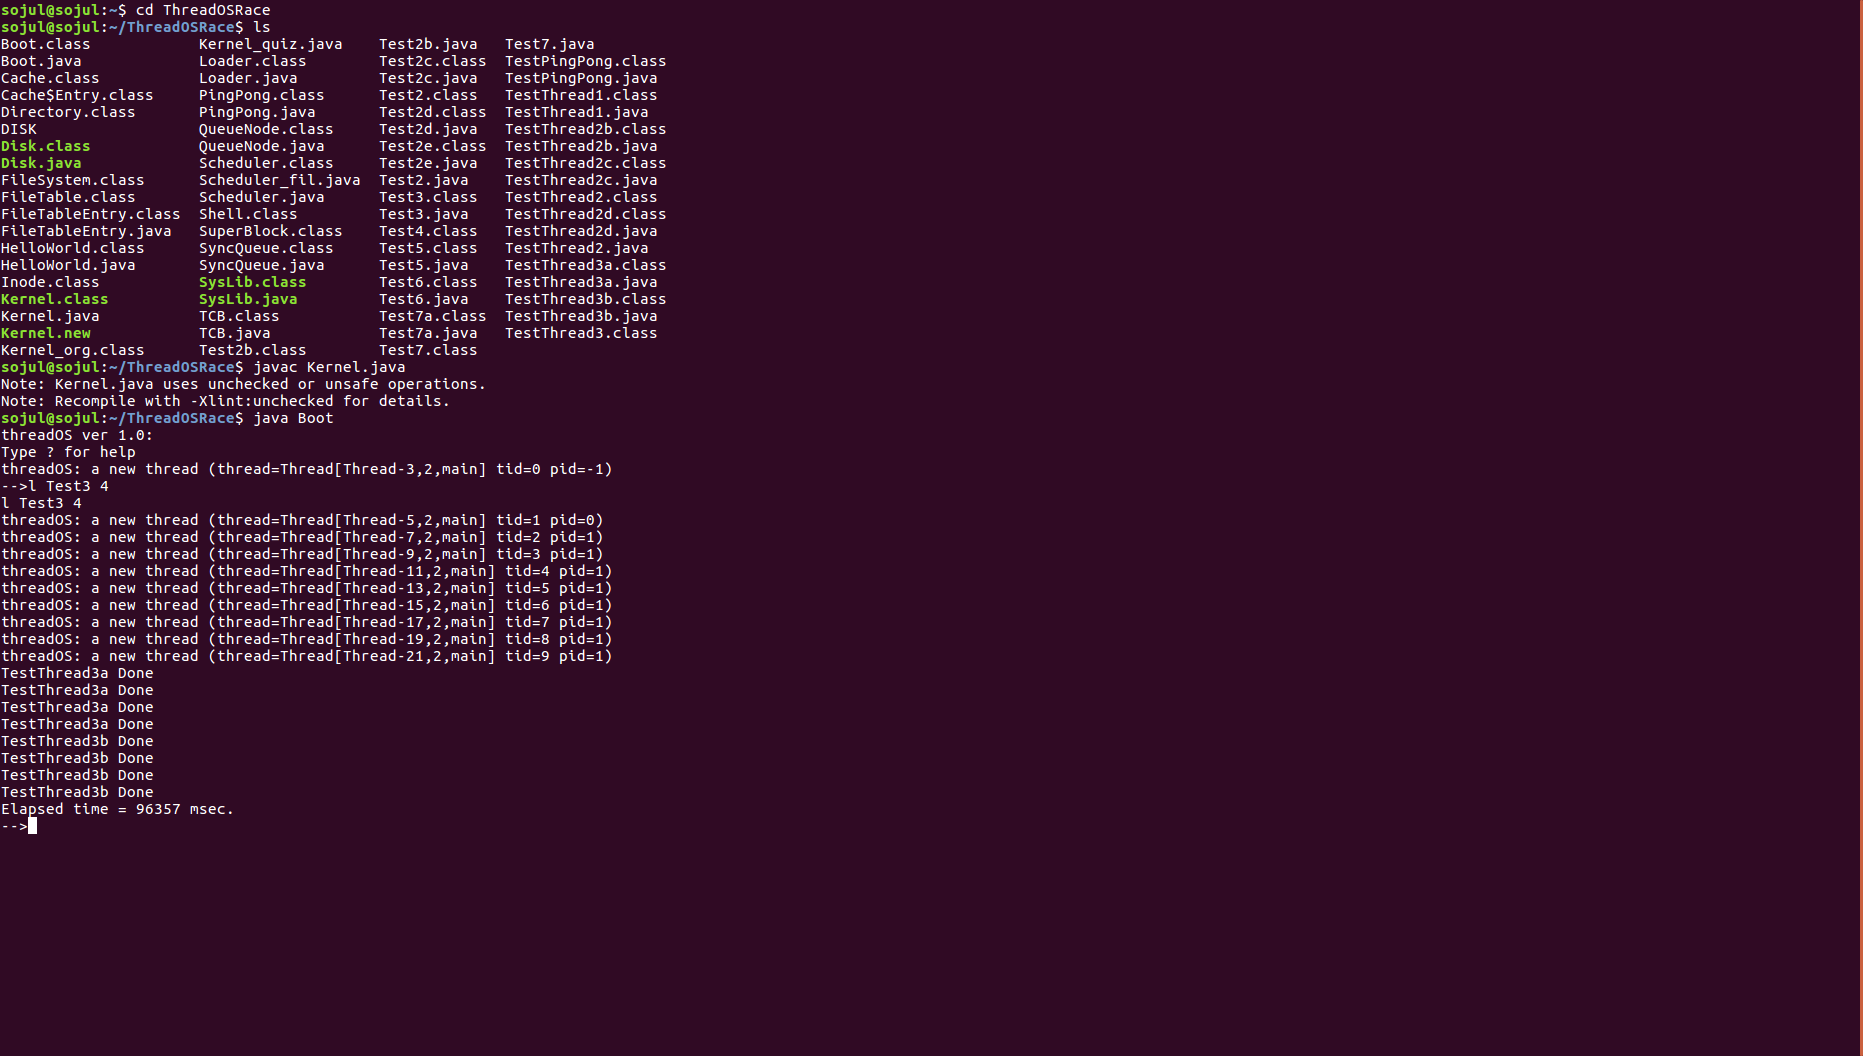 sojul@sojul:~$ cd ThreadOSRace
sojul@sojul:~/ThreadOSRace$ ls
Boot.class            Kernel_quiz.java    Test2b.java   Test7.java
Boot.java             Loader.class        Test2c.class  TestPingPong.class
Cache.class           Loader.java         Test2c.java   TestPingPong.java
Cache$Entry.class     PingPong.class      Test2.class   TestThread1.class
Directory.class       PingPong.java       Test2d.class  TestThread1.java
DISK                  QueueNode.class     Test2d.java   TestThread2b.class
Disk.class            QueueNode.java      Test2e.class  TestThread2b.java
Disk.java             Scheduler.class     Test2e.java   TestThread2c.class
FileSystem.class      Scheduler_fil.java  Test2.java    TestThread2c.java
FileTable.class       Scheduler.java      Test3.class   TestThread2.class
FileTableEntry.class  Shell.class         Test3.java    TestThread2d.class
FileTableEntry.java   SuperBlock.class    Test4.class   TestThread2d.java
HelloWorld.class      SyncQueue.class     Test5.class   TestThread2.java
HelloWorld.java       SyncQueue.java      Test5.java    TestThread3a.class
Inode.class           SysLib.class        Test6.class   TestThread3a.java
Kernel.class          SysLib.java         Test6.java    TestThread3b.class
Kernel.java           TCB.class           Test7a.class  TestThread3b.java
Kernel.new            TCB.java            Test7a.java   TestThread3.class
Kernel_org.class      Test2b.class        Test7.class
sojul@sojul:~/ThreadOSRace$ javac Kernel.java
Note: Kernel.java uses unchecked or unsafe operations.
Note: Recompile with -Xlint:unchecked for details.
sojul@sojul:~/ThreadOSRace$ java Boot
threadOS ver 1.0:
Type ? for help
threadOS: a new thread (thread=Thread[Thread-3,2,main] tid=0 pid=-1)
-->l Test3 4
l Test3 4
threadOS: a new thread (thread=Thread[Thread-5,2,main] tid=1 pid=0)
threadOS: a new thread (thread=Thread[Thread-7,2,main] tid=2 pid=1)
threadOS: a new thread (thread=Thread[Thread-9,2,main] tid=3 pid=1)
threadOS: a new thread (thread=Thread[Thread-11,2,main] tid=4 pid=1)
threadOS: a new thread (thread=Thread[Thread-13,2,main] tid=5 pid=1)
threadOS: a new thread (thread=Thread[Thread-15,2,main] tid=6 pid=1)
threadOS: a new thread (thread=Thread[Thread-17,2,main] tid=7 pid=1)
threadOS: a new thread (thread=Thread[Thread-19,2,main] tid=8 pid=1)
threadOS: a new thread (thread=Thread[Thread-21,2,main] tid=9 pid=1)
TestThread3a Done
TestThread3a Done
TestThread3a Done
TestThread3a Done
TestThread3b Done
TestThread3b Done
TestThread3b Done
TestThread3b Done
Elapsed time = 96357 msec.
-->